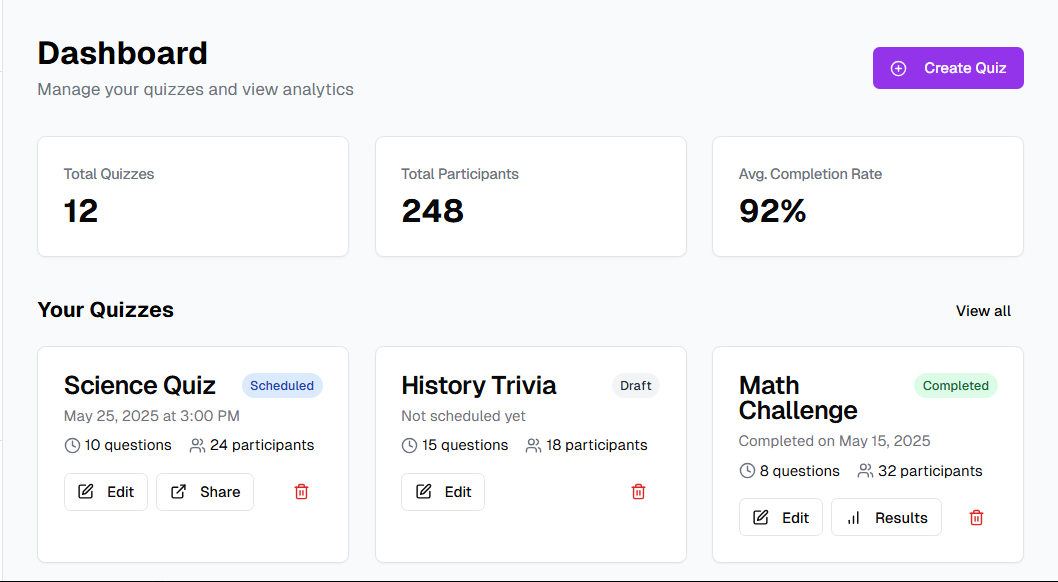 Dashboard
Manage your quizzes and view analytics
Create Quiz
Total Quizzes
12
Total Participants
248
Avg. Completion Rate
92%
Your Quizzes
View all
Science Quiz
Scheduled
May 25, 2025 at 3:00 PM
10 questions 24 participants
Edit Share
History Trivia
Draft
Not scheduled yet
15 questions 18 participants
Edit
Math
Challenge
Completed
Completed on May 15, 2025
8 questions 32 participants
Edit Results